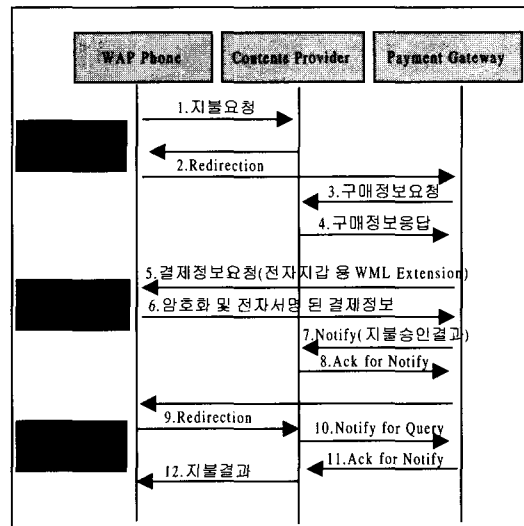 WAP Phone
Contents Provider
Payment Gateway
1.지불요청
2.Redirection
3.구매정보요청
4.구매정보응답
5.결제정보요청(전자지갑 용 WML Extension)
6.암호화 및 전자서명 된 결제정보
7.Notify(지불승인결과)
8.Ack for Notify
9.Redirection
10.Notify for Query
11.Ack for Notify
12.지불결과